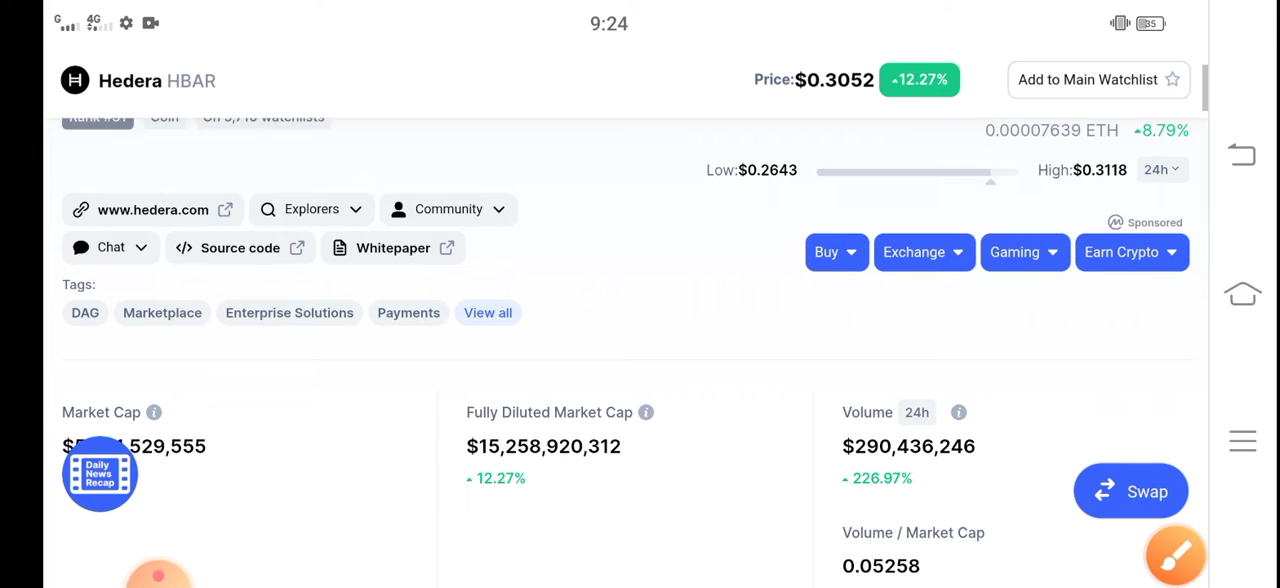 G 4G 9:24 35
Hedera HBAR Price:$0.3052 12.27% Add to Main Watchlist
Coin
0.00007639 ETH 8.79%
Low:$0.2643 High:$0.3118 24h
www.hedera.com Explorers Community
Sponsored
Chat Source code Whitepaper
Buy Exchange Gaming Earn Crypto
Tags:
DAG Marketplace Enterprise Solutions Payments View all
Market Cap Fully Diluted Market Cap Volume 24h
529,555 $15,258,920,312 $290,436,246
Daily
News
Recap
12.27% 226.97%
Swap
Volume / Market Cap
0.05258